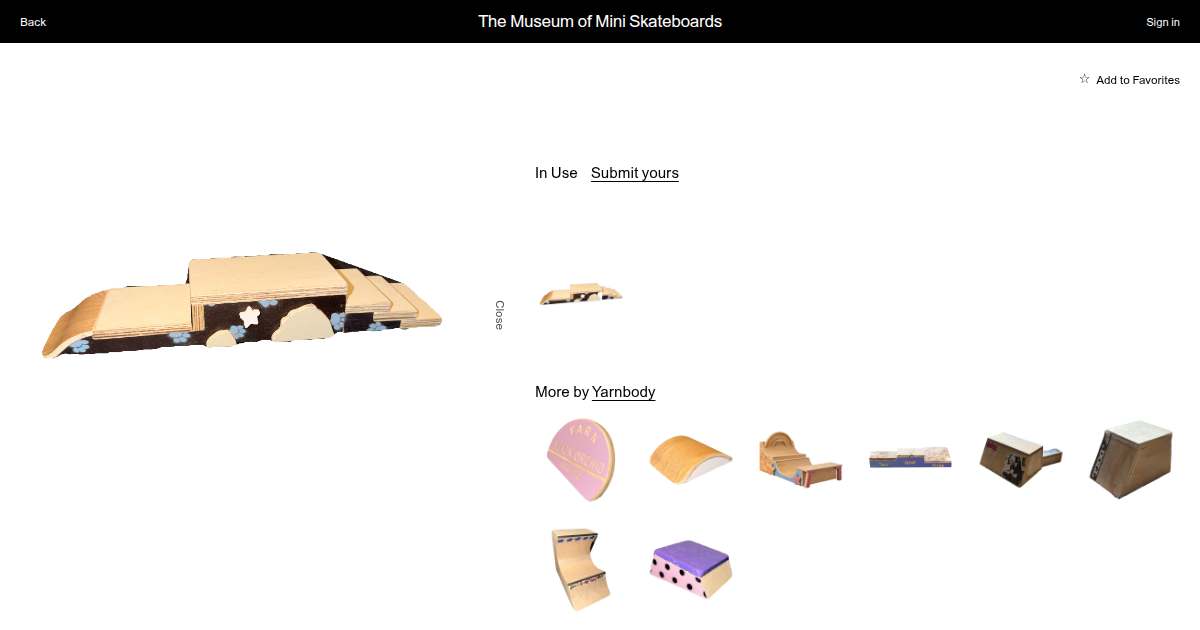 Back
The Museum of Mini Skateboards
Sign in
☆ Add to Favorites
In Use Submit yours
Close
More by Yarnbody